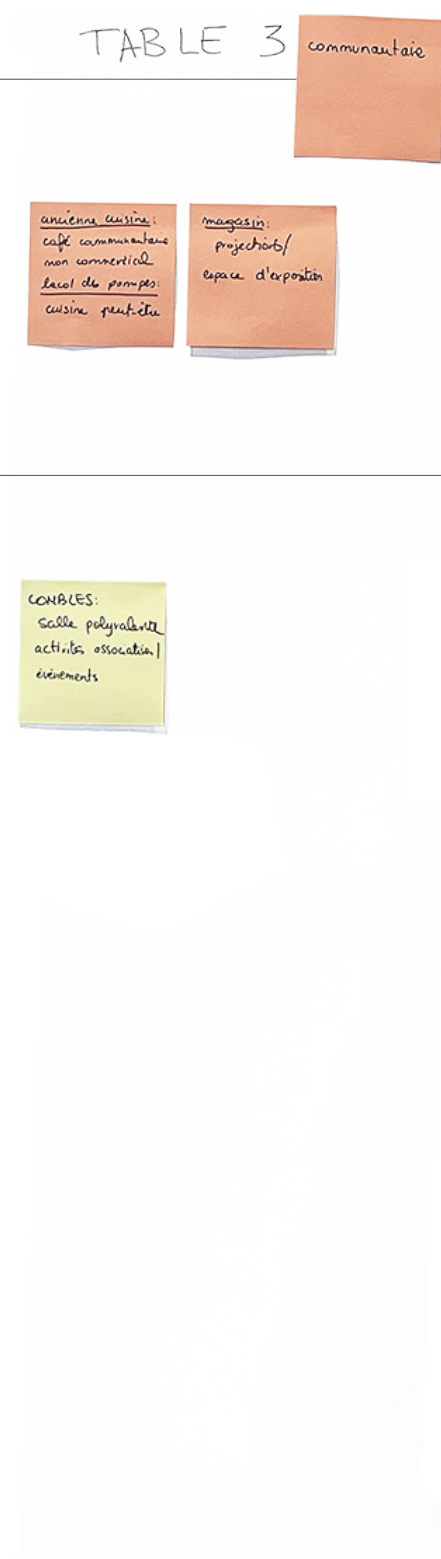 TABLE 3
communautaire
ancienne cuisine:
café communautaire
non commercial
local des pompes:
cuisine peut-être
magasin:
projections/
espace d'exposition
COMBLES:
Salle polyvalente
activités associatives/
évènements